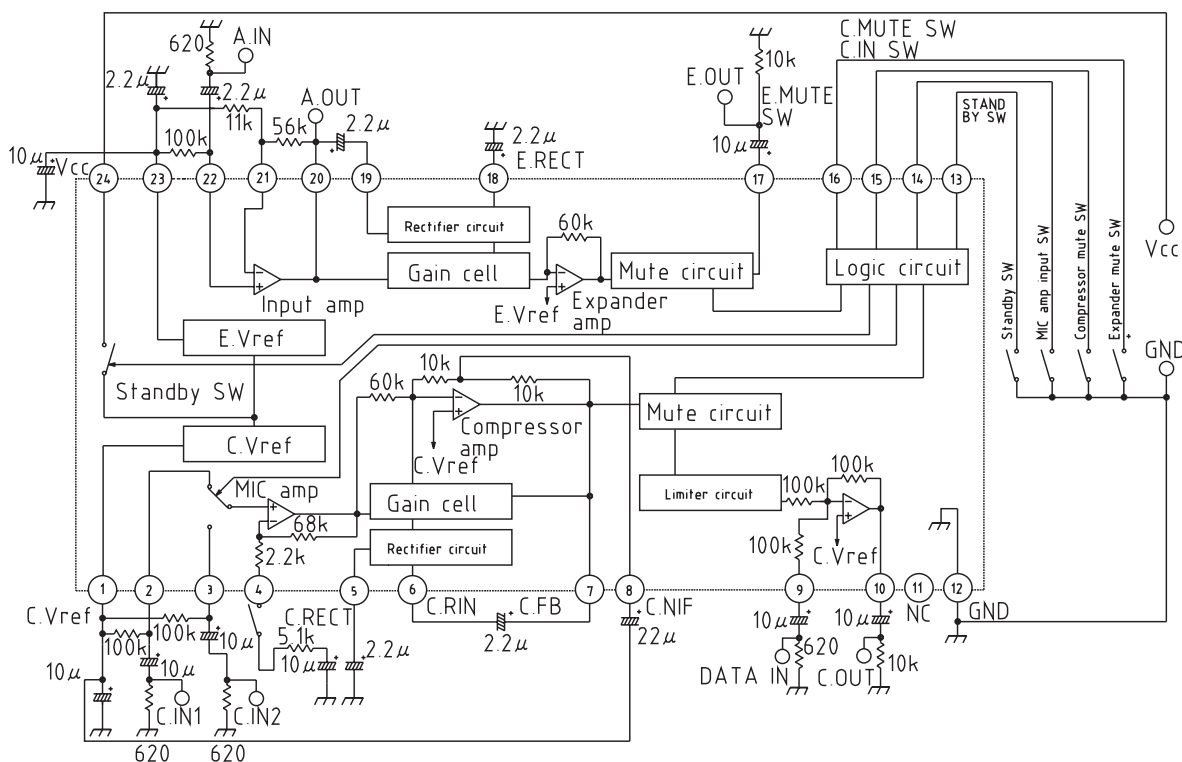 C.MUTE SW
C.IN SW
620
A.IN
2.2μ
2.2μ
A.OUT
11k
56k
2.2μ
100k
10μ
Vcc
2.2μ
E.RECT
10k
E.OUT
E.MUTE
SW
10μ
STAND
BY SW
24
23
22
21
20
19
18
17
16
15
14
13
Rectifier circuit
Gain cell
60k
Mute circuit
Logic circuit
Input amp
E.Vref
Expander
amp
E.Vref
Standby SW
MIC amp input SW
Compressor mute SW
Expander mute SW
Vcc
GND
Standby SW
C.Vref
10k
10k
60k
Compressor
amp
C.Vref
Mute circuit
MIC amp
Gain cell
68k
Rectifier circuit
2.2k
Limiter circuit
100k
100k
100k
C.Vref
1
2
3
4
5
6
7
8
9
10
11
12
C.Vref
C.RECT
C.RIN
C.FB
C.NIF
NC
GND
100k
100k
10μ
10μ
10μ
5.1k
10μ
2.2μ
2.2μ
22μ
10μ
10μ
620
10k
DATA IN
C.OUT
C.IN1
C.IN2
620
620